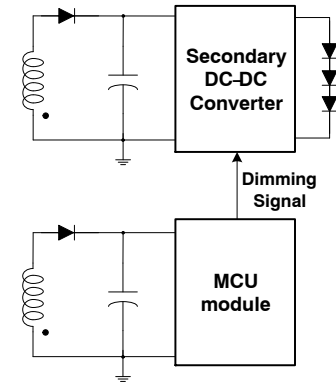 Secondary
DC–DC
Converter
Dimming
Signal
MCU
module